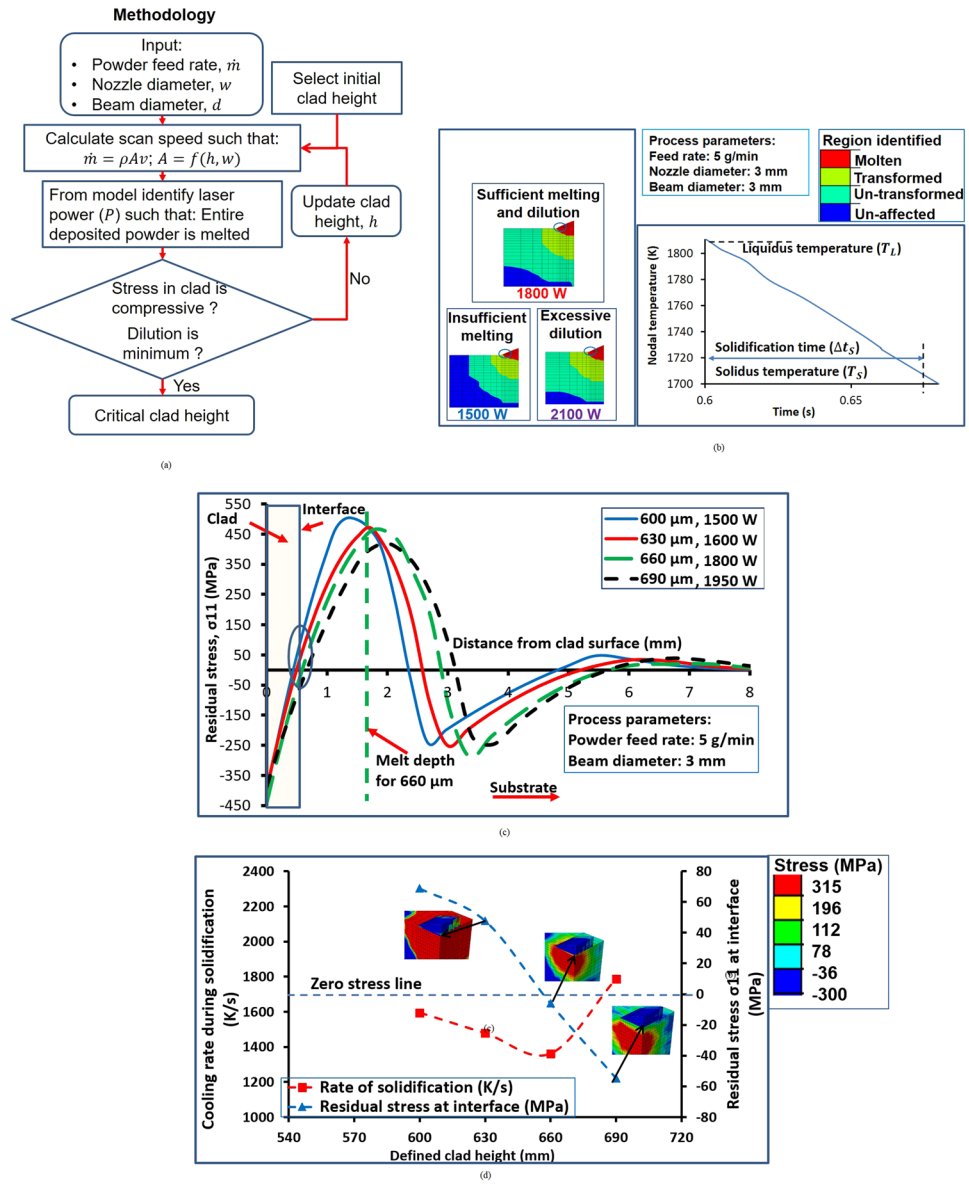 Methodology
Input:
• Powder feed rate, ṁ
• Nozzle diameter, w
• Beam diameter, d
Select initial
clad height
Calculate scan speed such that:
ṁ = ρAv; A = f(h, w)
From model identify laser
power (P) such that: Entire
deposited powder is melted
Update clad
height, h
Stress in clad is
compressive ?
Dilution is
minimum ?
No
Yes
Critical clad height
(a)
Process parameters:
Feed rate: 5 g/min
Nozzle diameter: 3 mm
Beam diameter: 3 mm
Region identified
Molten
Transformed
Un-transformed
Un-affected
Sufficient melting
and dilution
1800 W
Insufficient
melting
1500 W
Excessive
dilution
2100 W
Nodal temperature (K)
1800
1780
1760
1740
1720
1700
Liquidus temperature (T_L)
Solidification time (Δt_S)
Solidus temperature (T_S)
0.6
0.65
Time (s)
(b)
Residual stress, σ11 (MPa)
550
450
350
250
150
50
-50
-150
-250
-350
-450
Clad
Interface
600 µm, 1500 W
630 µm, 1600 W
660 µm, 1800 W
690 µm, 1950 W
Distance from clad surface (mm)
0 1 2 3 4 5 6 7 8
Process parameters:
Powder feed rate: 5 g/min
Beam diameter: 3 mm
Melt depth
for 660 µm
Substrate
(c)
Cooling rate during solidification
(K/s)
2400
2200
2000
1800
1600
1400
1200
1000
Zero stress line
(c)
Rate of solidification (K/s)
Residual stress at interface (MPa)
540 570 600 630 660 690 720
Defined clad height (mm)
80
60
40
20
0
-20
-40
-60
-80
Residual stress σ11 at interface
(MPa)
Stress (MPa)
315
196
112
78
-36
-300
(d)